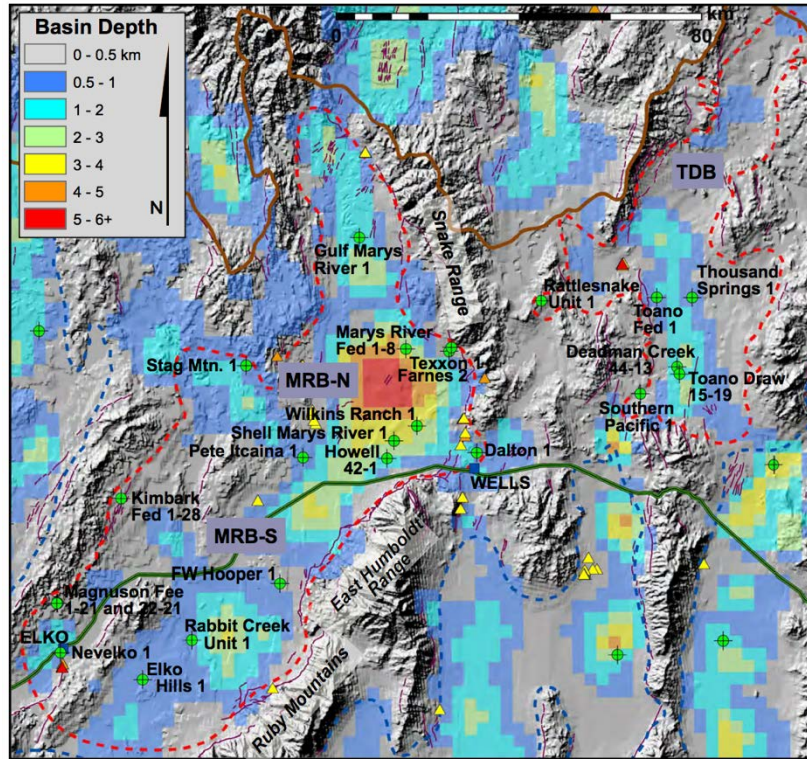 Basin Depth
0 - 0.5 km
0.5 - 1
1 - 2
2 - 3
3 - 4
4 - 5
5 - 6+
N
km
0
80
TDB
Snake Range
Gulf Marys
River 1
Rattlesnake
Unit 1
Thousand
Springs 1
Toano
Fed 1
Marys River
Fed 1-8
Texxon 1
Farnes 2
Deadman Creek
44-13
Stag Mtn. 1
MRB-N
Toano Draw
15-19
Wilkins Ranch 1
Southern
Pacific 1
Shell Marys River 1
Pete Itcaina 1
Howell
42-1
Dalton 1
WELLS
Kimbark
Fed 1-28
MRB-S
East Humboldt
Range
FW Hooper 1
Magnuson Fee
1-21 and 22-21
ELKO
Nevelko 1
Rabbit Creek
Unit 1
Elko
Hills 1
Ruby Mountains